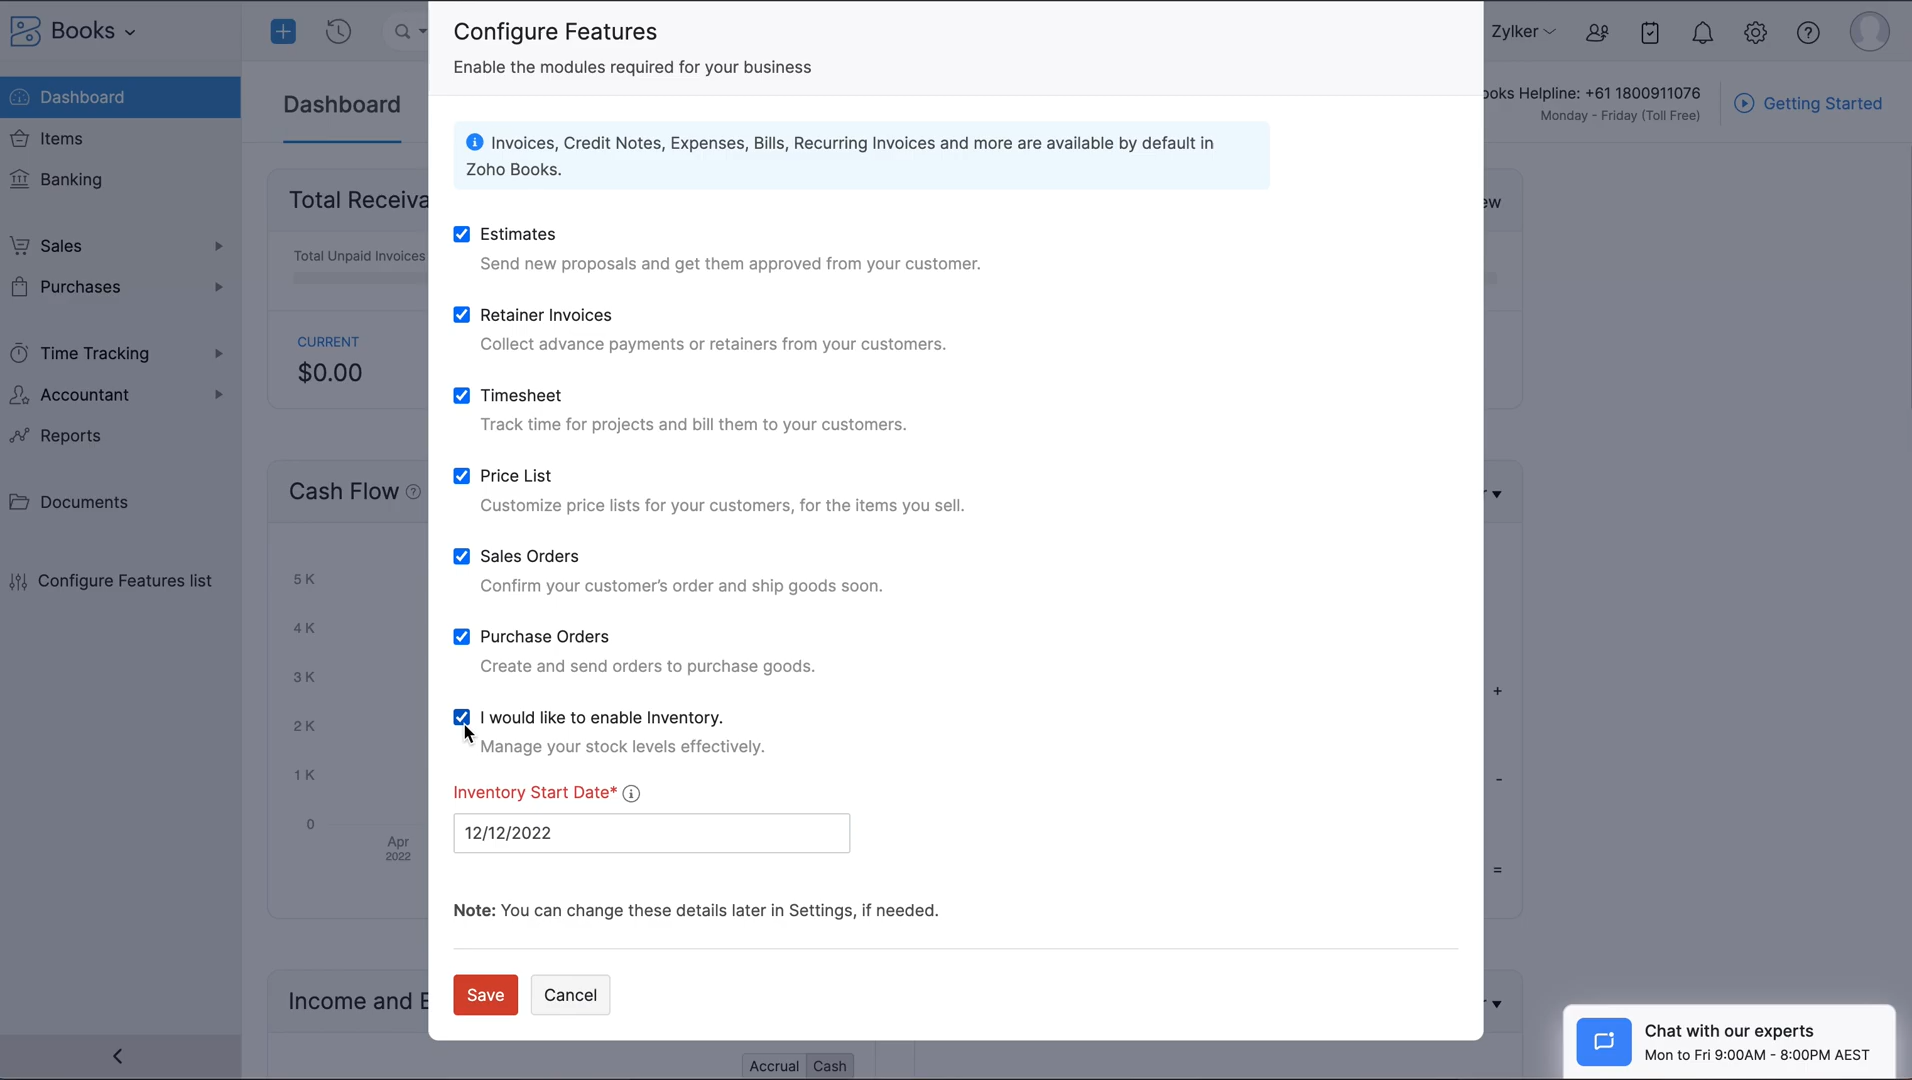 Books
Zylker
Dashboard
Items
Banking
Sales
Purchases
Time Tracking
Accountant
Reports
Documents
Configure Features list
Dashboard
Helpline: +61 1800911076
Monday - Friday (Toll Free)
Getting Started
Total
Total Unpaid Invoices
CURRENT
$0.00
Cash Flow
5 K
4 K
3 K
2 K
1 K
0
Apr
2022
+
-
=
Income and
Accrual Cash
Configure Features
Enable the modules required for your business
Invoices, Credit Notes, Expenses, Bills, Recurring Invoices and more are available by default in
Zoho Books.
Estimates
Send new proposals and get them approved from your customer.
Retainer Invoices
Collect advance payments or retainers from your customers.
Timesheet
Track time for projects and bill them to your customers.
Price List
Customize price lists for your customers, for the items you sell.
Sales Orders
Confirm your customer's order and ship goods soon.
Purchase Orders
Create and send orders to purchase goods.
I would like to enable Inventory.
Manage your stock levels effectively.
Inventory Start Date*
12/12/2022
Note: You can change these details later in Settings, if needed.
Save
Cancel
Chat with our experts
Mon to Fri 9:00AM - 8:00PM AEST